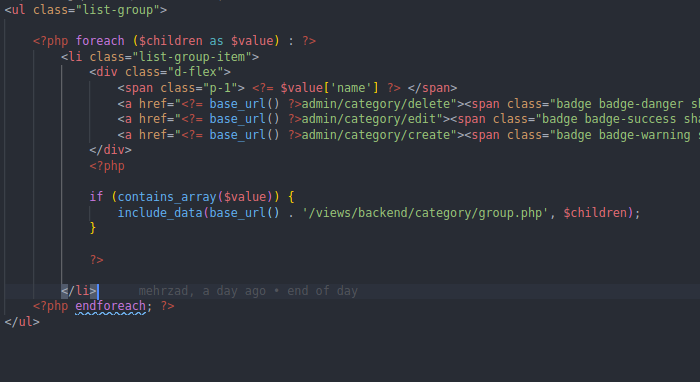 <ul class="list-group">
<?php foreach ($children as $value) : ?>
<li class="list-group-item">
<div class="d-flex">
<span class="p-1"> <?= $value['name'] ?> </span>
<a href="<?= base_url() ?>admin/category/delete"><span class="badge badge-danger sh
<a href="<?= base_url() ?>admin/category/edit"><span class="badge badge-success sha
<a href="<?= base_url() ?>admin/category/create"><span class="badge badge-warning s
</div>
<?php
if (contains_array($value)) {
include_data(base_url() . '/views/backend/category/group.php', $children);
}
?>
</li> mehrzad, a day ago • end of day
<?php endforeach; ?>
</ul>